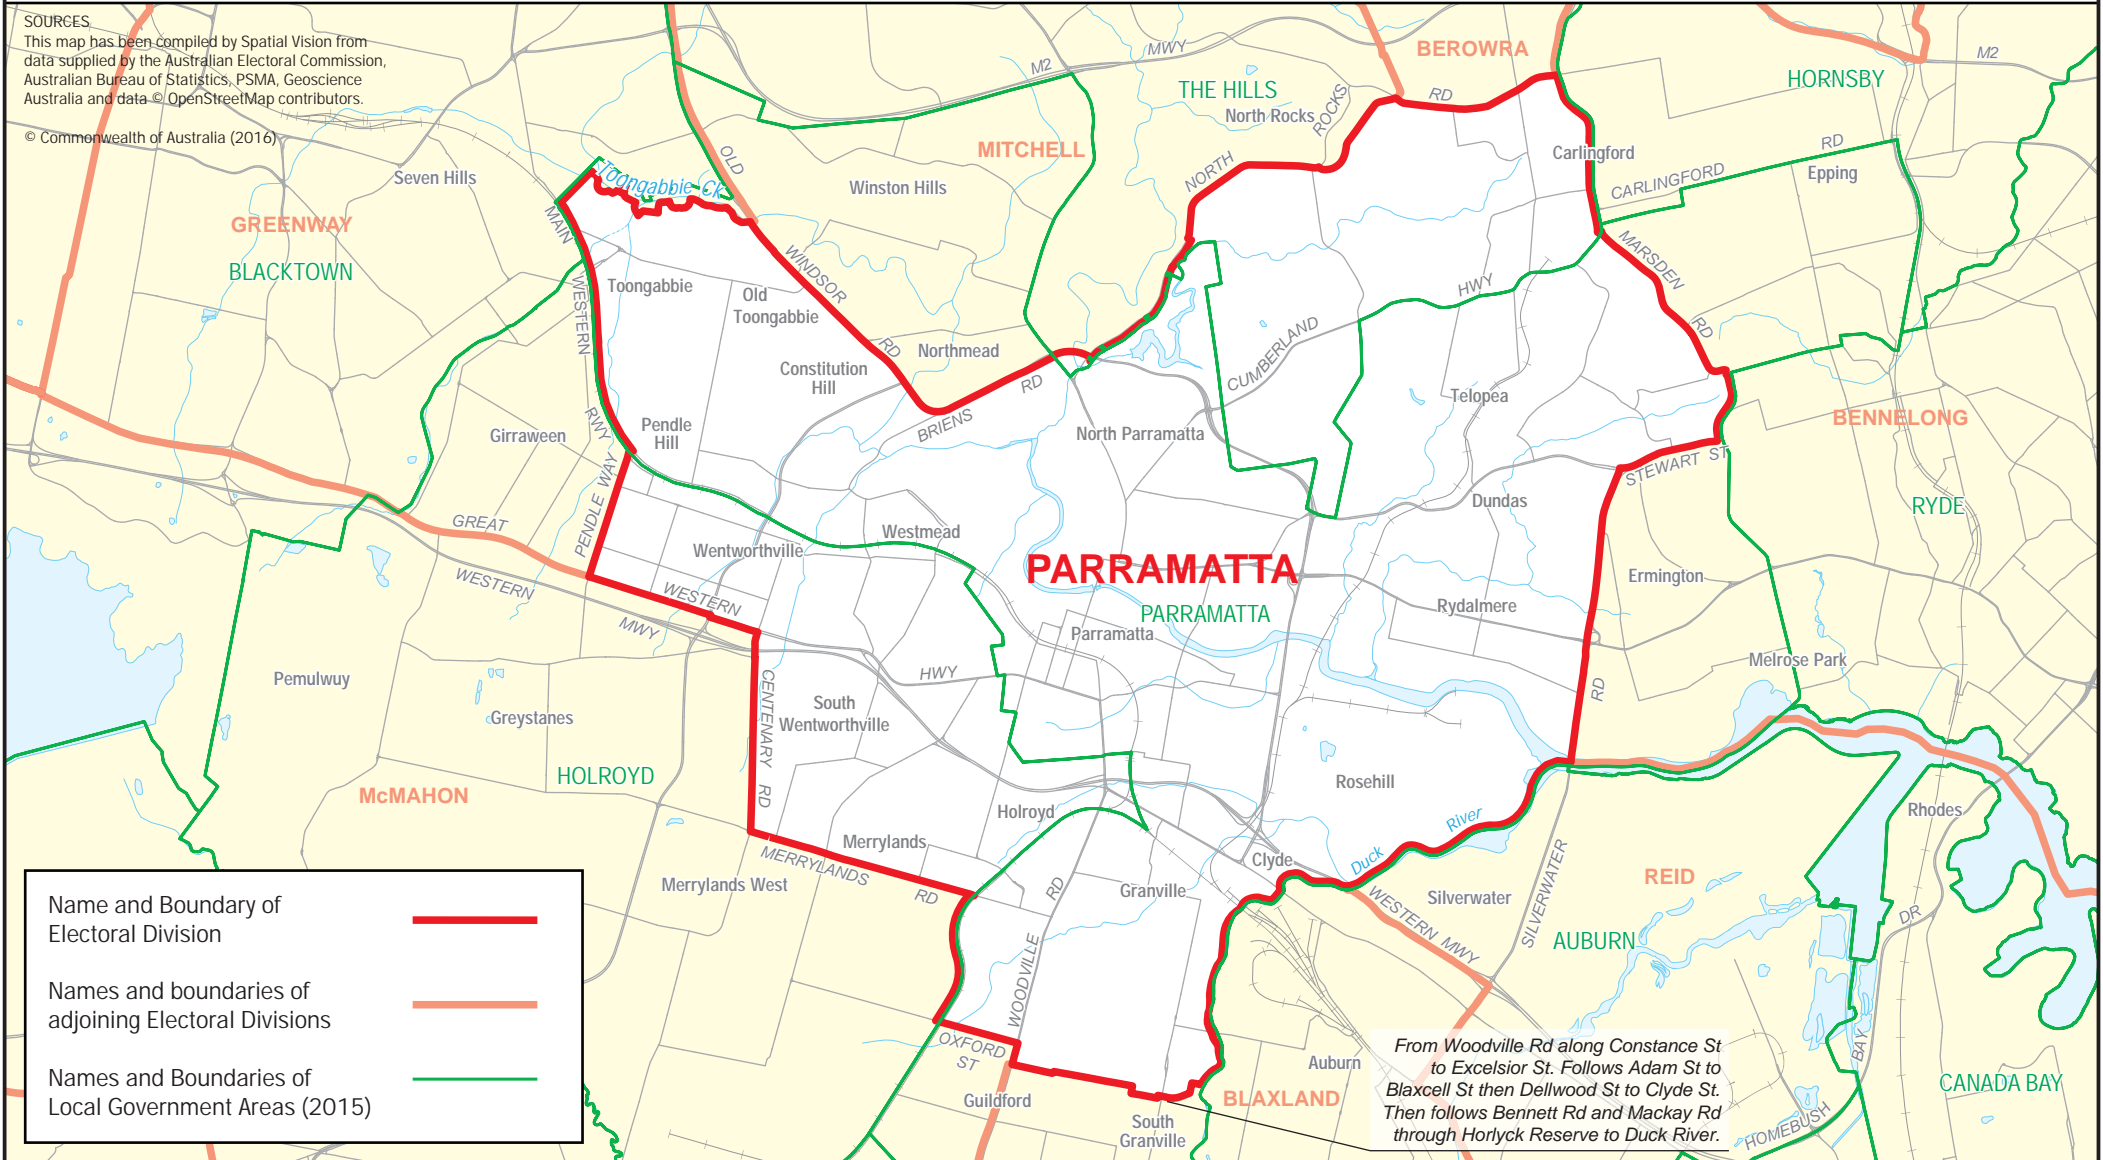 SOURCES
This map has been compiled by Spatial Vision from
data supplied by the Australian Electoral Commission,
Australian Bureau of Statistics, PSMA, Geoscience
Australia and data © OpenStreetMap contributors.
© Commonwealth of Australia (2016)
BEROWRA
MWY
M2
M2
THE HILLS
HORNSBY
North Rocks
ROCKS
RD
MITCHELL
OLD
Carlingford
RD
CARLINGFORD
Epping
Seven Hills
Toongabbie Ck
Winston Hills
NORTH
GREENWAY
MAIN
BLACKTOWN
WINDSOR
MARSDEN
Toongabbie
Old
Toongabbie
WESTERN
HWY
RD
CUMBERLAND
RD
Northmead
Constitution
Hill
RD
Telopea
BENNELONG
RWY
Pendle
Hill
BRIENS
North Parramatta
Girraween
STEWART ST
PENDLE WAY
Dundas
RYDE
GREAT
Westmead
Wentworthville
PARRAMATTA
Ermington
WESTERN
WESTERN
MWY
PARRAMATTA
Rydalmere
Parramatta
Melrose Park
Pemulwuy
HWY
CENTENARY
RD
RD
South
Wentworthville
Greystanes
HOLROYD
McMAHON
Rosehill
Rhodes
Holroyd
River
Merrylands
MERRYLANDS
RD
Merrylands West
Clyde
Duck
Granville
RD
WOODVILLE
WESTERN MWY
Silverwater
SILVERWATER
REID
AUBURN
DR
Name and Boundary of
Electoral Division
Names and boundaries of
adjoining Electoral Divisions
Names and Boundaries of
Local Government Areas (2015)
OXFORD
ST
Guildford
South
Granville
BLAXLAND
Auburn
From Woodville Rd along Constance St
to Excelsior St. Follows Adam St to
Blaxcell St then Dellwood St to Clyde St.
Then follows Bennett Rd and Mackay Rd
through Horlyck Reserve to Duck River.
BAY
HOMEBUSH
CANADA BAY